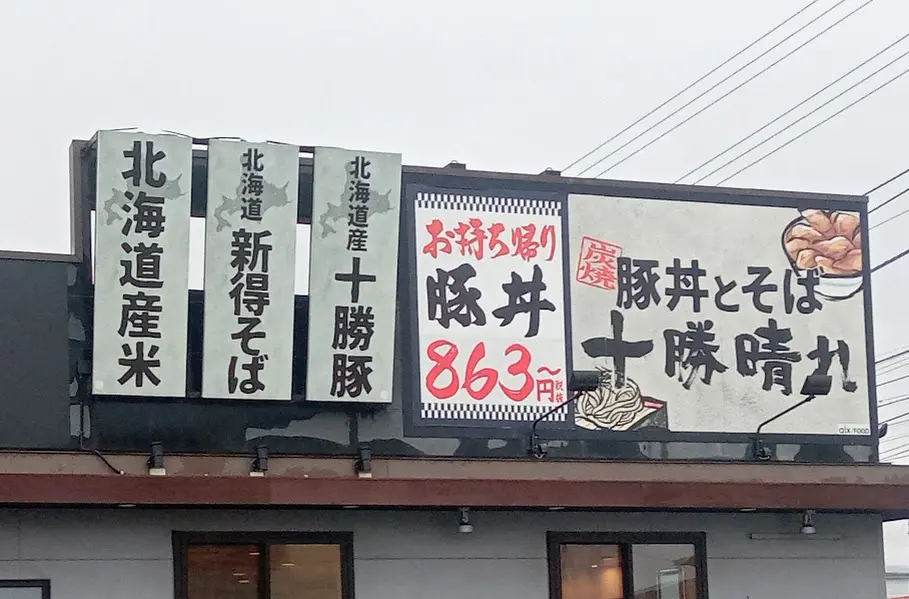 北海道産米
北海道
新得そば
北海道産
十勝豚
お持ち帰り
豚丼
863円~
税抜
炭焼
豚丼とそば
十勝晴れ